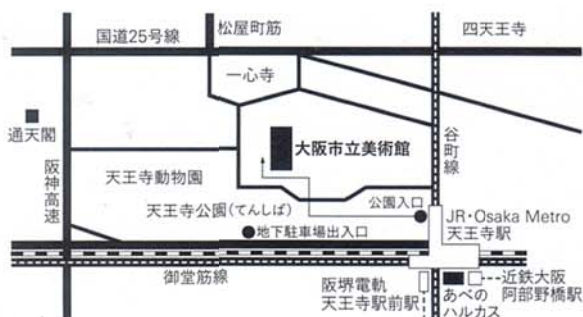 国道25号線
松屋町筋
四天王寺
一心寺
通天閣
大阪市立美術館
谷町線
阪神高速
天王寺動物園
天王寺公園(てんしば)
公園入口
地下駐車場出入口
JR・Osaka Metro
天王寺駅
御堂筋線
阪堺電軌
天王寺駅前駅
あべの
ハルカス
近鉄大阪
阿部野橋駅